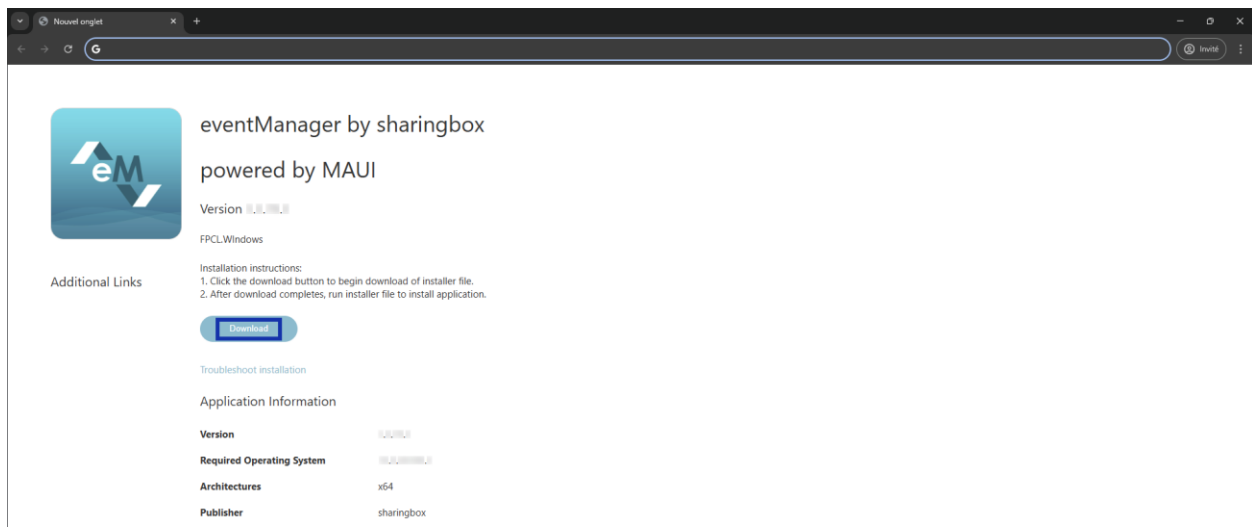 Nouvel onglet
G
Invité
eM
eventManager by sharingbox
powered by MAUI
Version
FPCL.WIndows
Installation instructions:
1. Click the download button to begin download of installer file.
2. After download completes, run installer file to install application.
Additional Links
Download
Troubleshoot installation
Application Information
Version
Required Operating System
Architectures x64
Publisher sharingbox